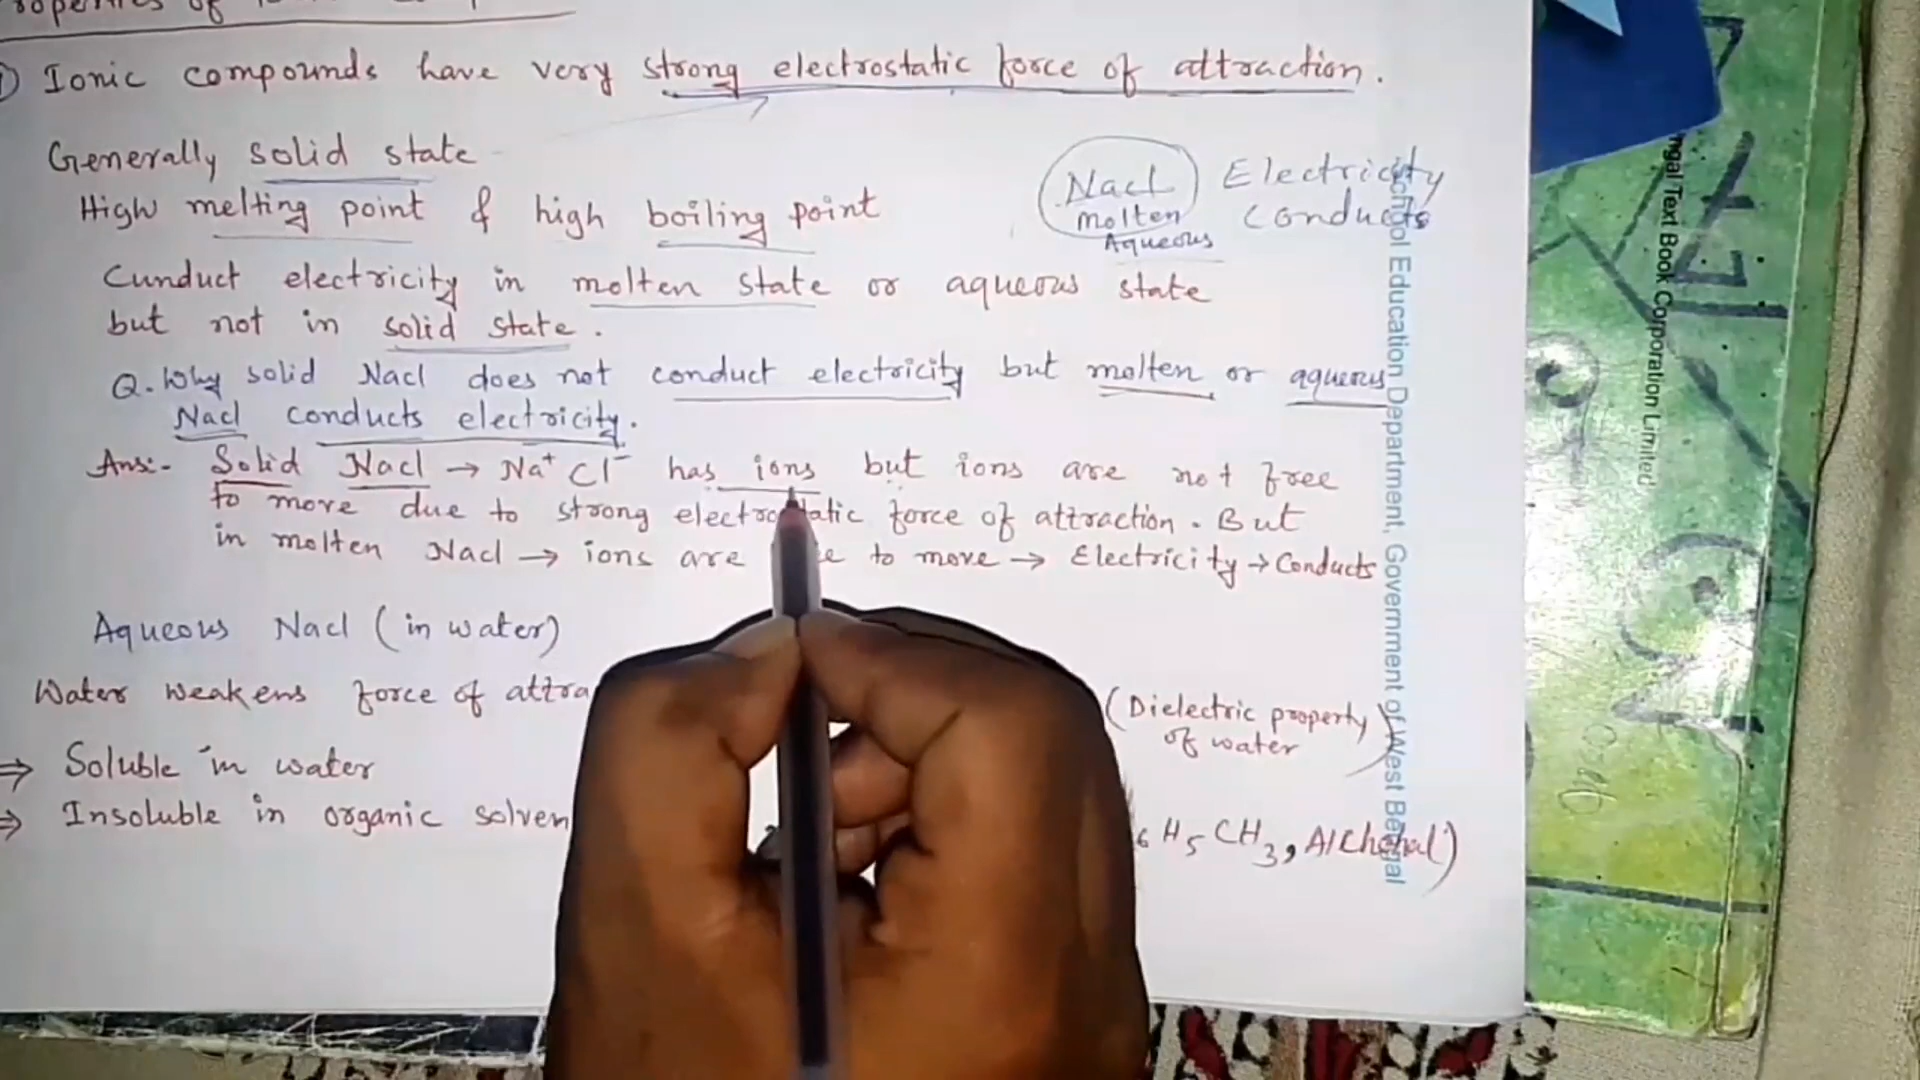 Properties of
Ionic compounds have very strong electrostatic force of attraction.
Generally solid state
High melting point & high boiling point
Nacl
molten
Aqueous
Electricity
conducts
Cunduct electricity in molten state or aqueous state
but not in solid state.
Q. Why solid Nacl does not conduct electricity but molten or aqueous
Nacl conducts electricity.
Ans:- Solid Nacl → Na⁺ Cl⁻ has ions but ions are not free
to move due to strong electrostatic force of attraction. But
in molten Nacl → ions are to move → Electricity → Conducts
Aqueous Nacl (in water)
Water weakens force of attra
(Dielectric property
of water)
⇒ Soluble in water
⇒ Insoluble in organic solven
6H5CH3, Alchohal)
School Education Department, Government of West Bengal
ngal Text Book Corporation Limited